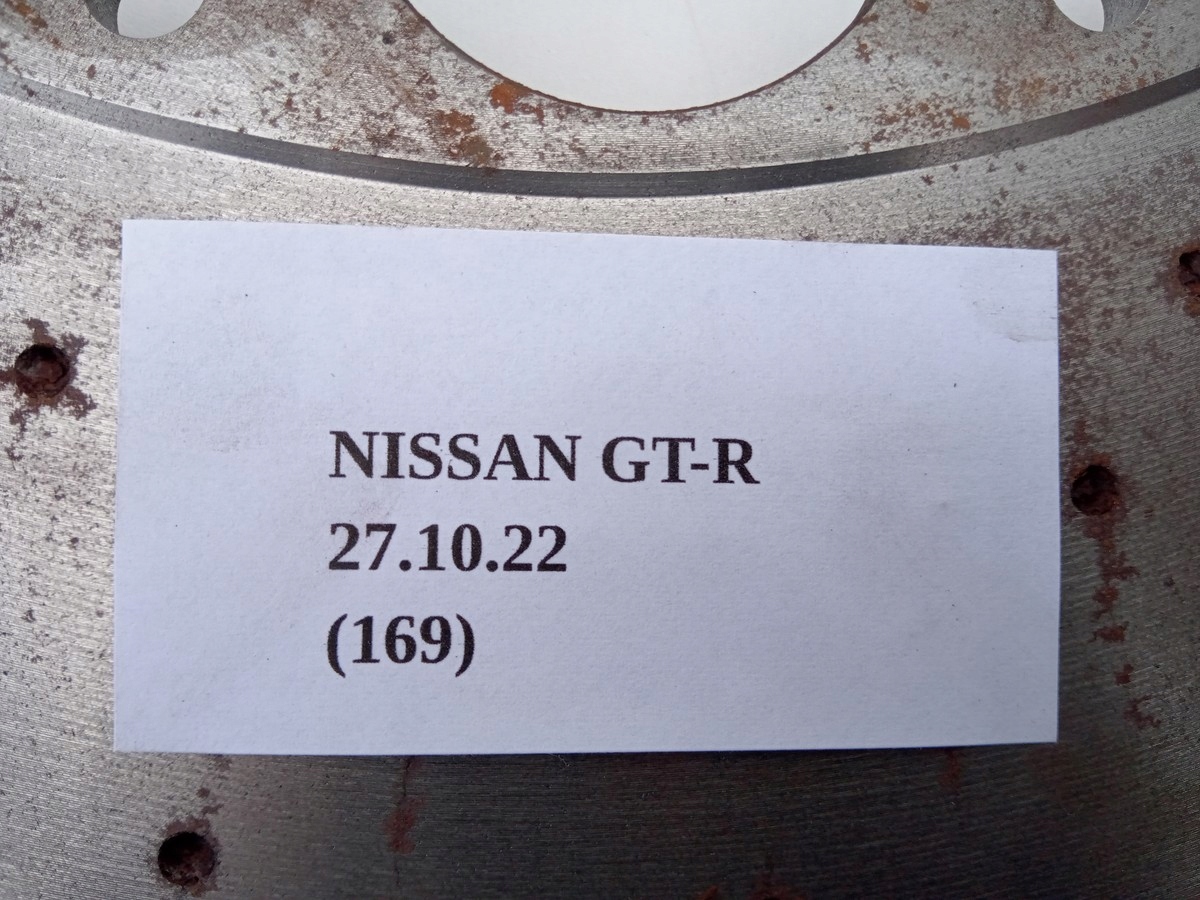 NISSAN GT-R
27.10.22
(169)